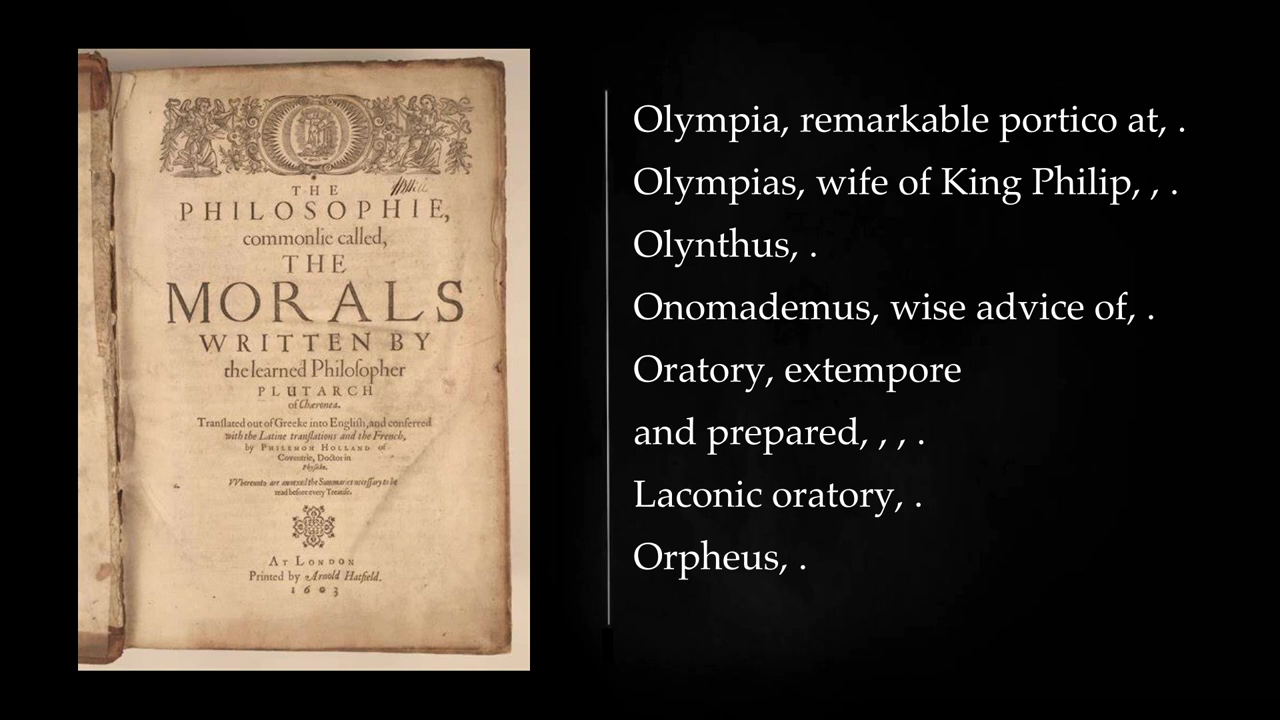 THE
PHILOSOPHIE,
commonlie called,
THE
MORALS
WRITTEN BY
the learned Philosopher
PLUTARCH
of Chæronea.
Translated out of Greeke into English, and conferred
with the Latine translations and the French,
by PHILEMON HOLLAND of
Coventrie, Doctor in
Physicke.
VVhereunto are annexed the Summaries necessary to be
read before every Treatise.
AT LONDON
Printed by Arnold Hatfield.
1603
Olympia, remarkable portico at, .
Olympias, wife of King Philip, , .
Olynthus, .
Onomademus, wise advice of, .
Oratory, extempore
and prepared, , , .
Laconic oratory, .
Orpheus, .